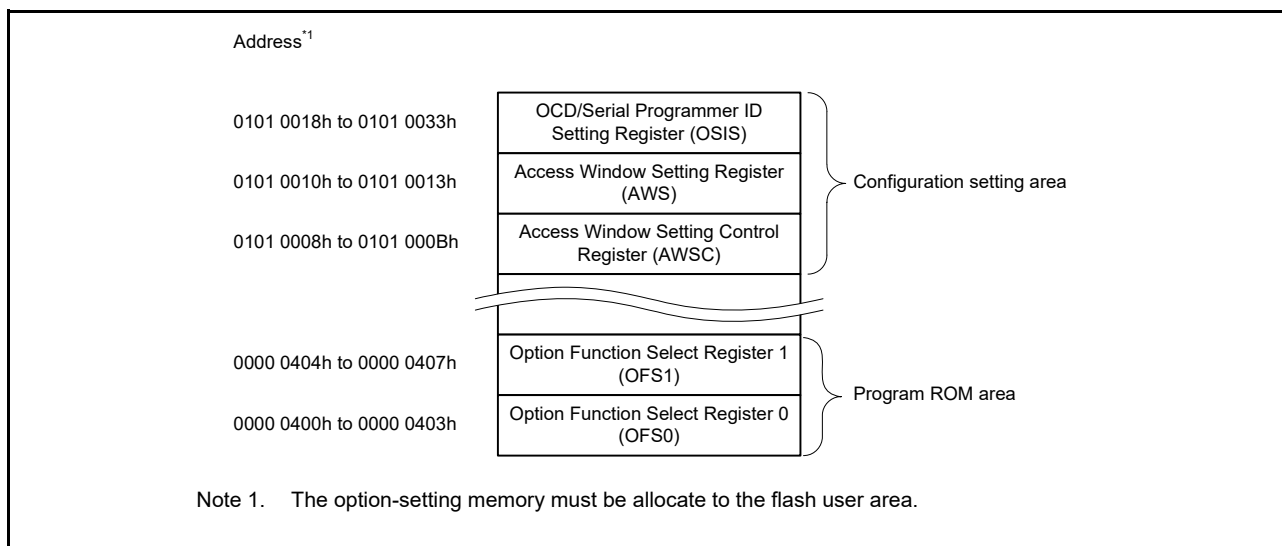 Address*1
0101 0018h to 0101 0033h
OCD/Serial Programmer ID
Setting Register (OSIS)
0101 0010h to 0101 0013h
Access Window Setting Register
(AWS)
Configuration setting area
0101 0008h to 0101 000Bh
Access Window Setting Control
Register (AWSC)
0000 0404h to 0000 0407h
Option Function Select Register 1
(OFS1)
Program ROM area
0000 0400h to 0000 0403h
Option Function Select Register 0
(OFS0)
Note 1. The option-setting memory must be allocate to the flash user area.